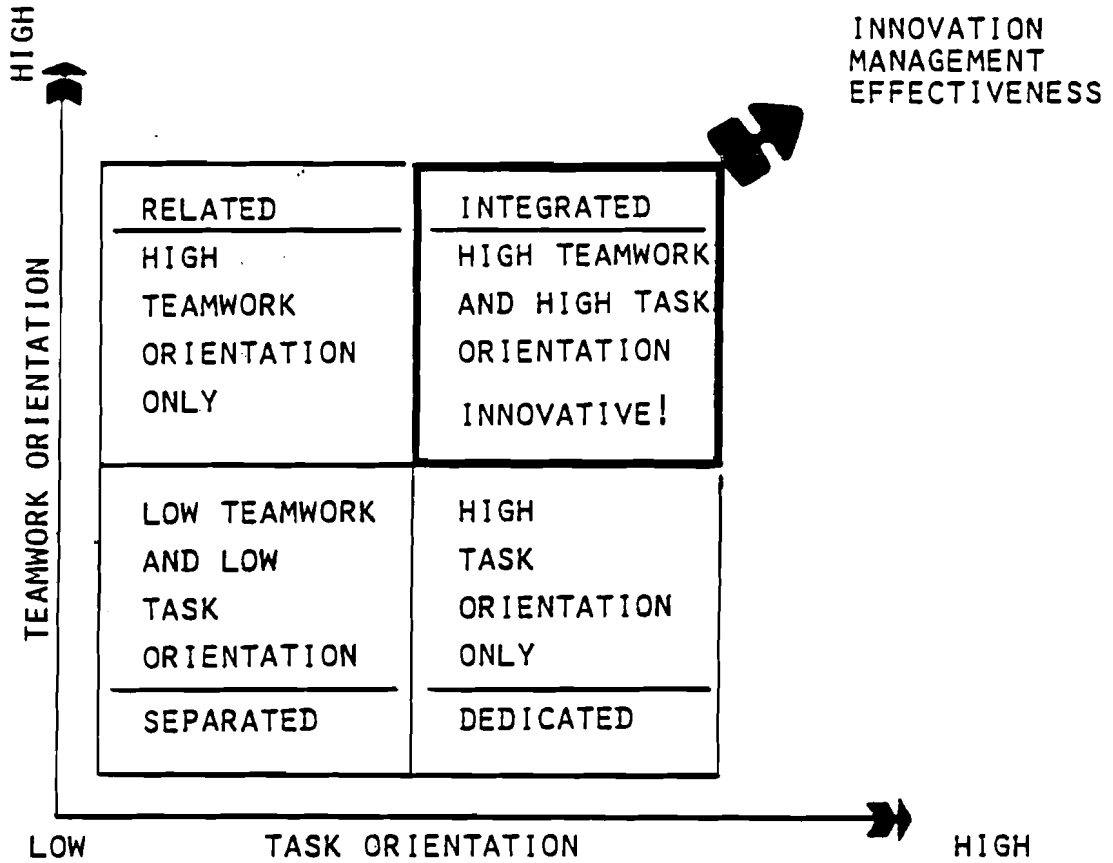 HIGH
INNOVATION
MANAGEMENT
EFFECTIVENESS
TEAMWORK ORIENTATION
RELATED
HIGH
TEAMWORK
ORIENTATION
ONLY
INTEGRATED
HIGH TEAMWORK
AND HIGH TASK
ORIENTATION
INNOVATIVE!
LOW TEAMWORK
AND LOW
TASK
ORIENTATION
SEPARATED
HIGH
TASK
ORIENTATION
ONLY
DEDICATED
LOW
TASK ORIENTATION
HIGH